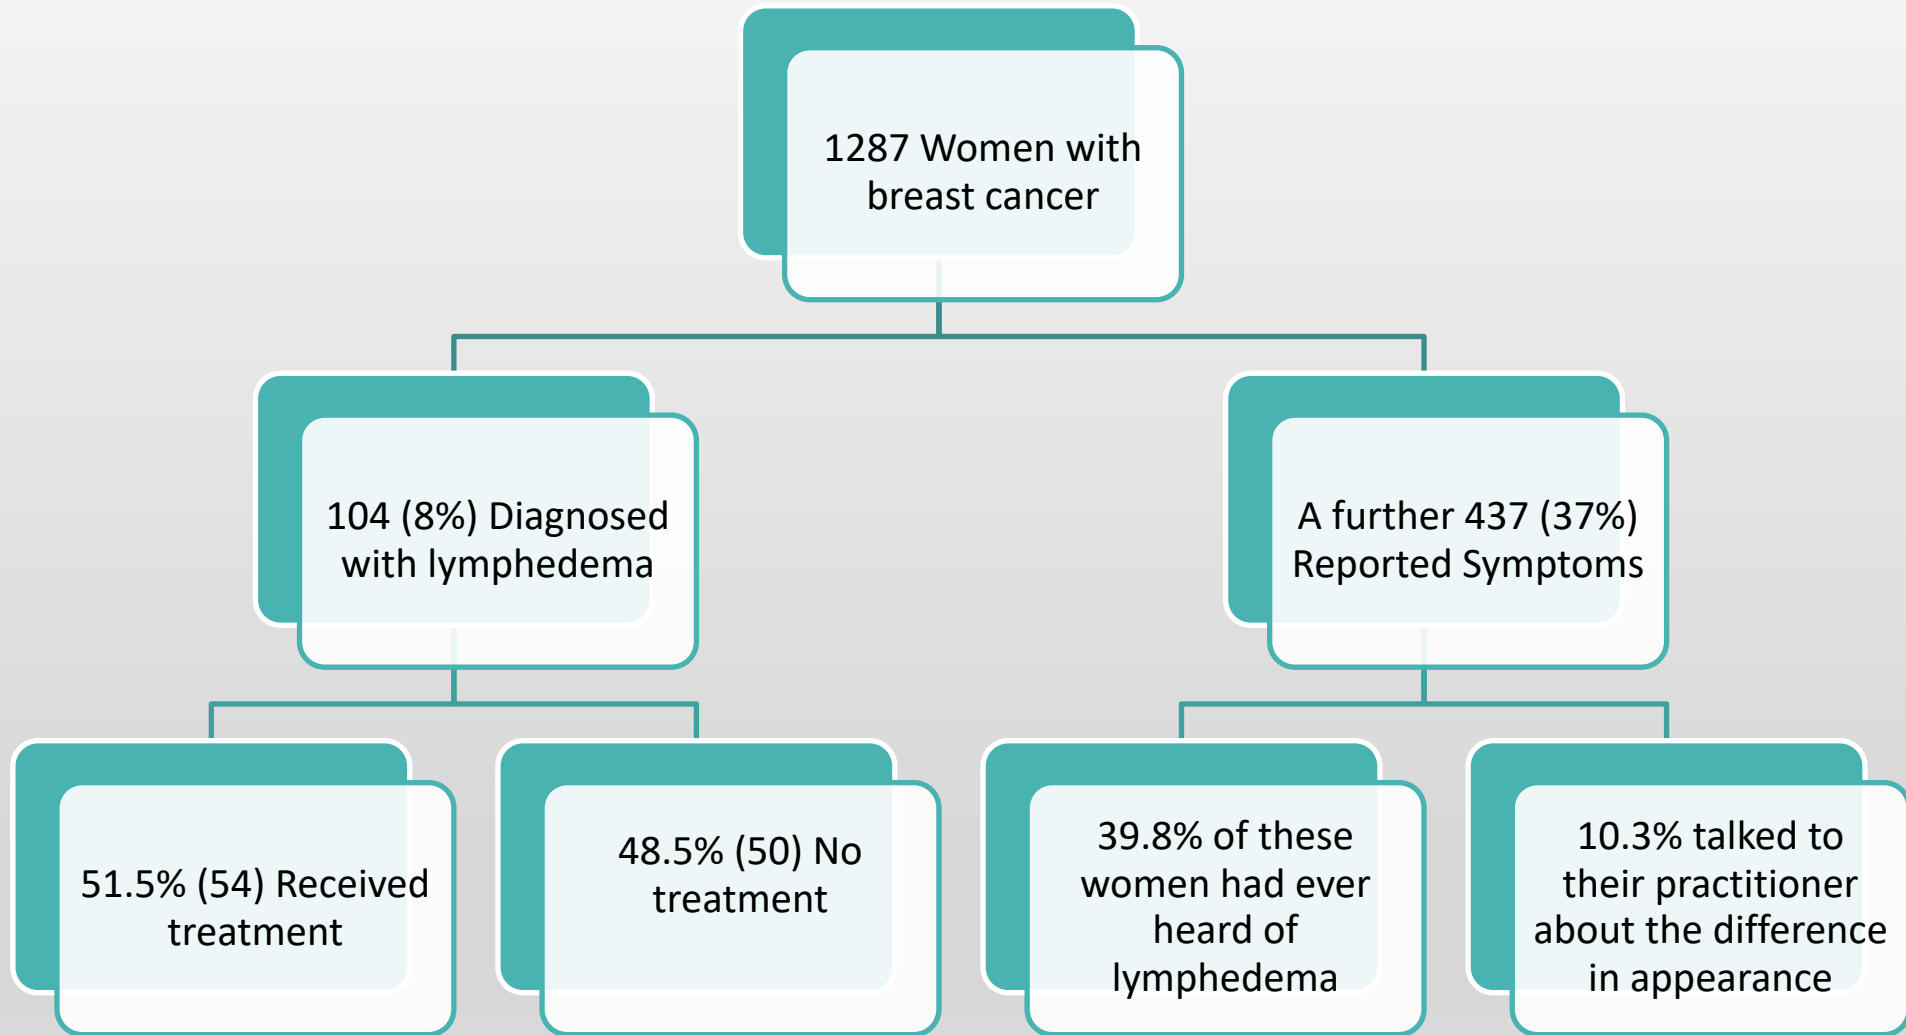 1287 Women with
breast cancer
104 (8%) Diagnosed
with lymphedema
A further 437 (37%)
Reported Symptoms
51.5% (54) Received
treatment
48.5% (50) No
treatment
39.8% of these
women had ever
heard of
lymphedema
10.3% talked to
their practitioner
about the difference
in appearance